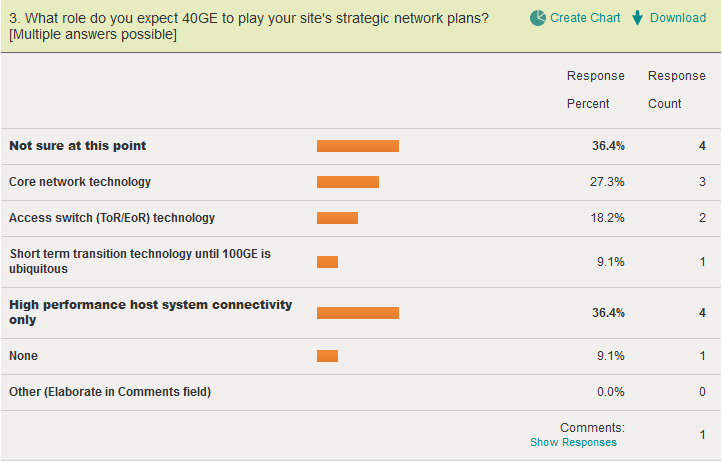 3. What role do you expect 40GE to play your site's strategic network plans?
[Multiple answers possible]
Create Chart
Download
Response
Percent
Response
Count
Not sure at this point 36.4% 4
Core network technology 27.3% 3
Access switch (ToR/EoR) technology 18.2% 2
Short term transition technology until 100GE is
ubiquitous
9.1% 1
High performance host system connectivity
only
36.4% 4
None 9.1% 1
Other (Elaborate in Comments field) 0.0% 0
Comments:
Show Responses
1